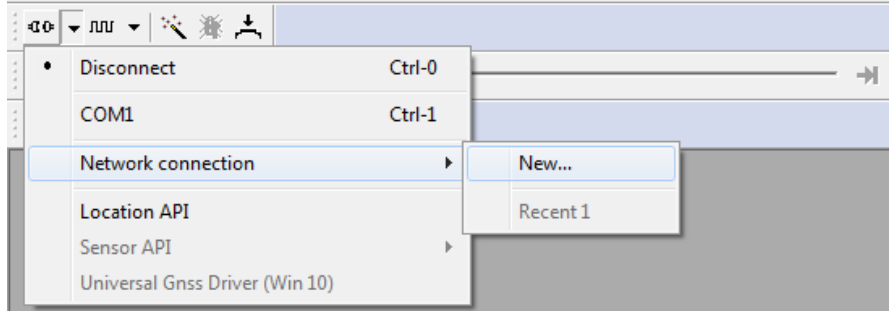 Disconnect Ctrl-0
COM1 Ctrl-1
Network connection
New...
Location API
Recent 1
Sensor API
Universal Gnss Driver (Win 10)